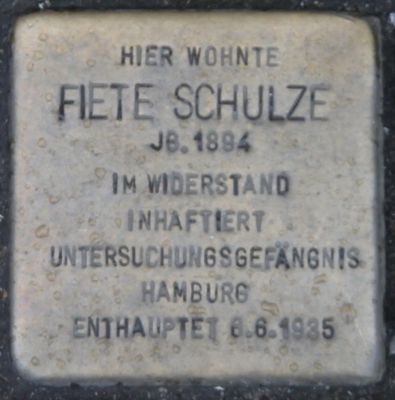 HIER WOHNTE
FIETE SCHULZE
JG. 1894
IM WIDERSTAND
INHAFTIERT
UNTERSUCHUNGSGEFÄNGNIS
HAMBURG
ENTHAUPTET 6.6.1935